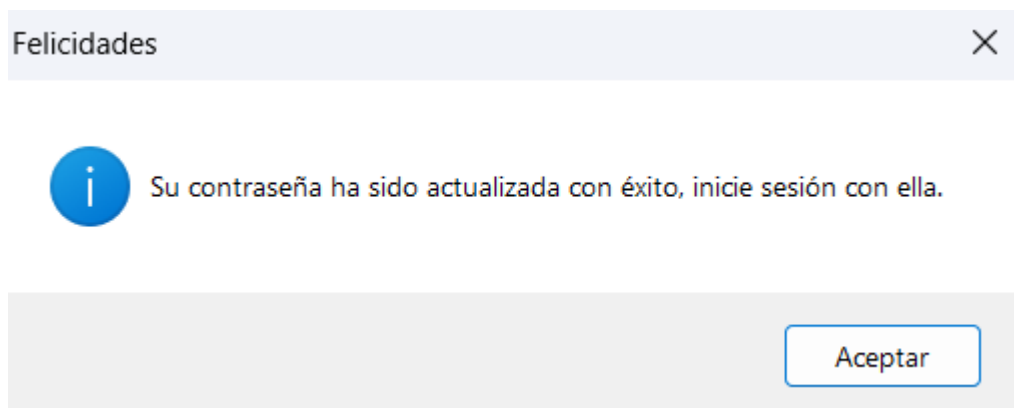 Felicidades
Su contraseña ha sido actualizada con éxito, inicie sesión con ella.
Aceptar